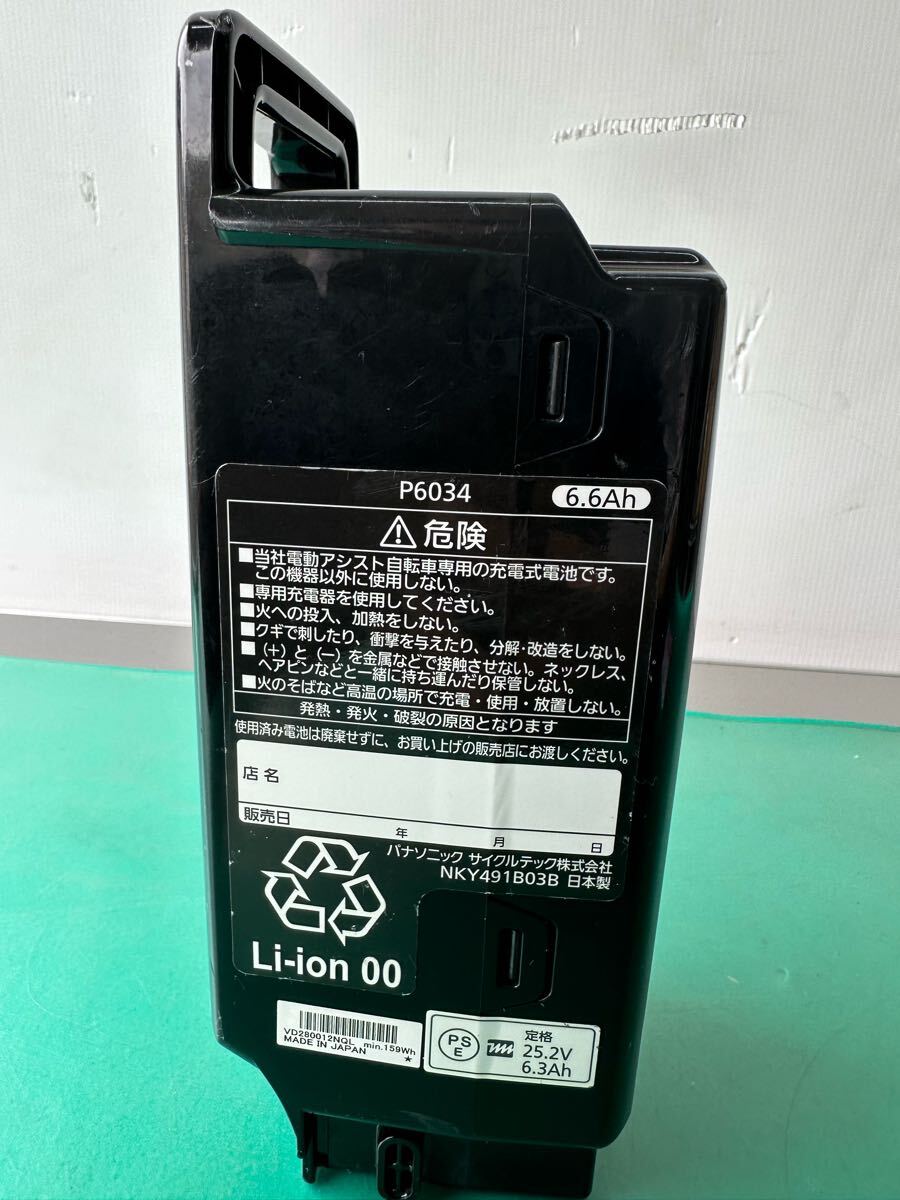 P6034 6.6Ah
危険
■当社電動アシスト自転車専用の充電式電池です。
この機器以外に使用しない。
■専用充電器を使用してください。
■火への投入、加熱をしない。
■クギで刺したり、衝撃を与えたり、分解・改造をしない。
■(+)と(−)を金属などで接触させない。ネックレス、
ヘアピンなどと一緒に持ち運んだり保管しない。
■火のそばなど高温の場所で充電・使用・放置しない。
発熱・発火・破裂の原因となります
使用済み電池は廃棄せずに、お買い上げの販売店にお渡しください。
店名
販売日 年 月 日
パナソニック サイクルテック株式会社
NKY491B03B 日本製
Li-ion 00
VD280012NQL min.159Wh
MADE IN JAPAN ★
PS
E
定格
25.2V
6.3Ah